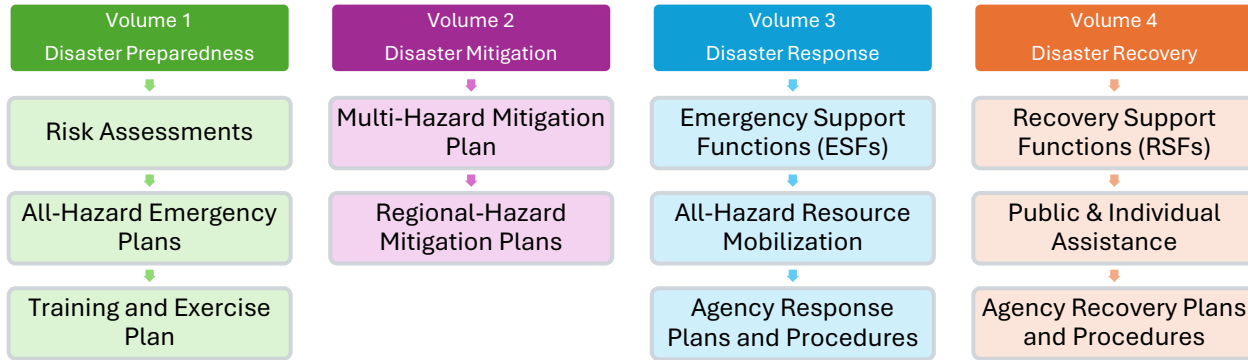 Volume 1
Disaster Preparedness
Risk Assessments
All-Hazard Emergency
Plans
Training and Exercise
Plan
Volume 2
Disaster Mitigation
Multi-Hazard Mitigation
Plan
Regional-Hazard
Mitigation Plans
Volume 3
Disaster Response
Emergency Support
Functions (ESFs)
All-Hazard Resource
Mobilization
Agency Response
Plans and Procedures
Volume 4
Disaster Recovery
Recovery Support
Functions (RSFs)
Public & Individual
Assistance
Agency Recovery Plans
and Procedures